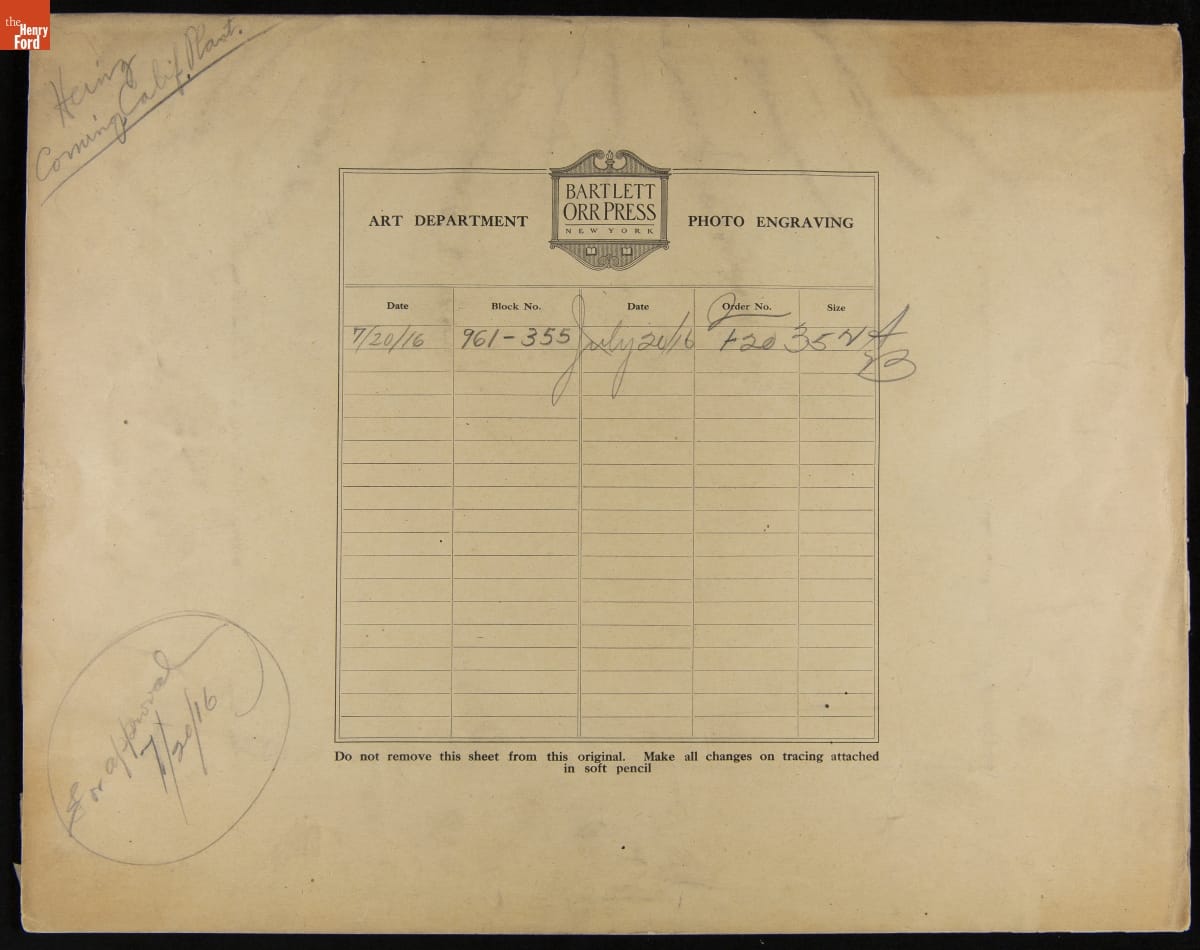 the
Henry
Ford
Heinz
Coming Calif. Plant.
BARTLETT
ORR PRESS
NEW YORK
ART DEPARTMENT PHOTO ENGRAVING
Date Block No. Date Order No. Size
7/20/16 961-355 July 20/16
Do not remove this sheet from this original. Make all changes on tracing attached
in soft pencil
For approval
7/20/16